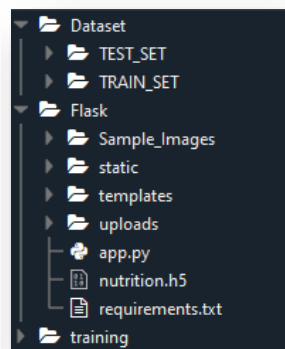 Dataset
TEST_SET
TRAIN_SET
Flask
Sample_Images
static
templates
uploads
app.py
nutrition.h5
requirements.txt
training